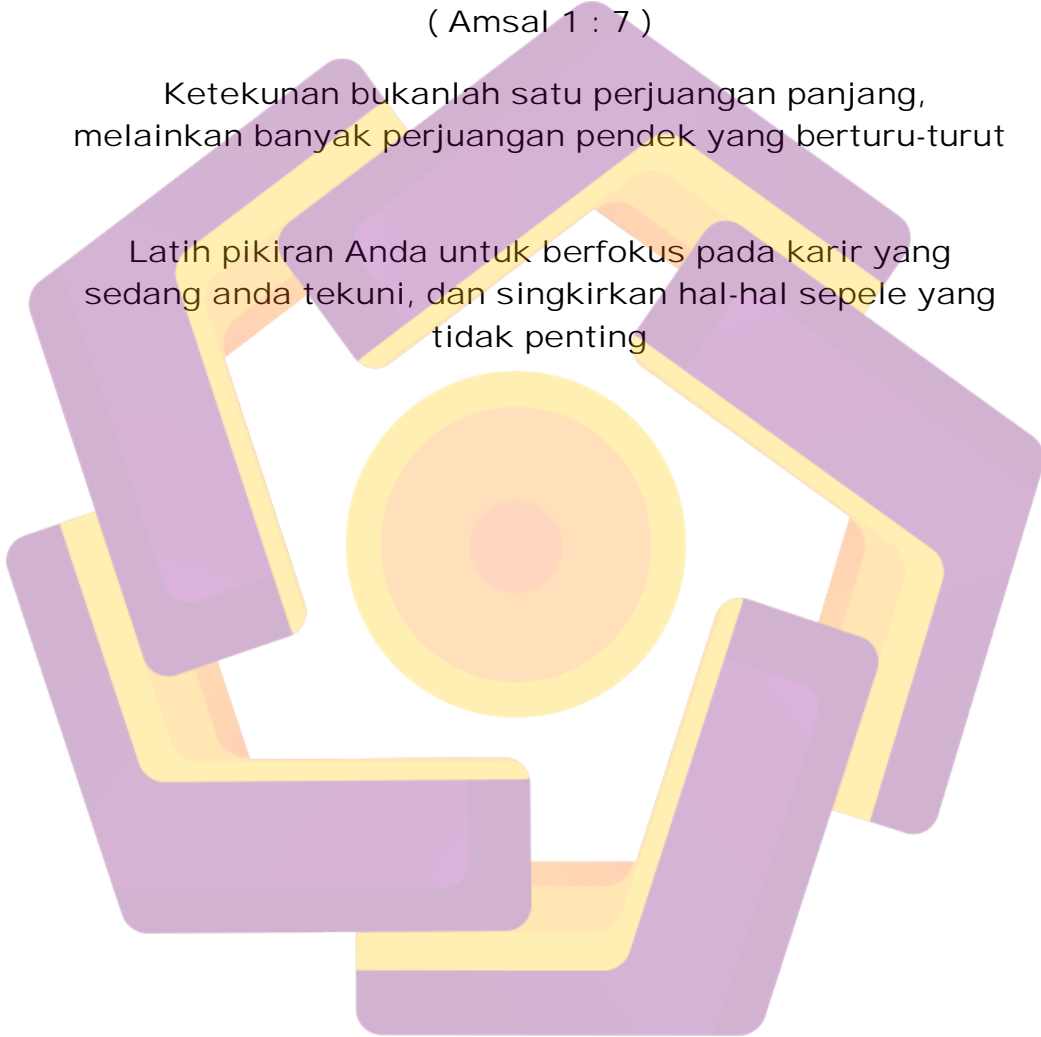 ( Amsal 1 : 7 )
Ketekunan bukanlah satu perjuangan panjang,
melainkan banyak perjuangan pendek yang berturu-turut
Latih pikiran Anda untuk berfokus pada karir yang
sedang anda tekuni, dan singkirkan hal-hal sepele yang
tidak penting